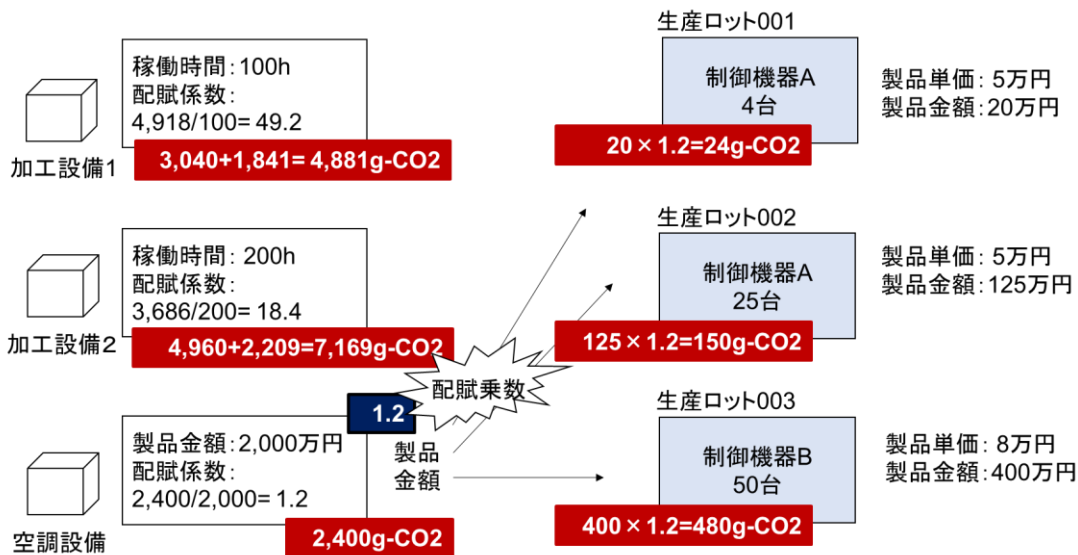 稼働時間：100h
配賦係数：
4,918/100= 49.2
3,040+1,841= 4,881g-CO2
加工設備1
生産ロット001
制御機器A
4台
20×1.2=24g-CO2
製品単価：5万円
製品金額：20万円
稼働時間：200h
配賦係数：
3,686/200= 18.4
4,960+2,209=7,169g-CO2
加工設備2
生産ロット002
制御機器A
25台
125×1.2=150g-CO2
製品単価：5万円
製品金額：125万円
配賦乗数
1.2
製品
金額
製品金額：2,000万円
配賦係数：
2,400/2,000= 1.2
2,400g-CO2
空調設備
生産ロット003
制御機器B
50台
400×1.2=480g-CO2
製品単価：8万円
製品金額：400万円